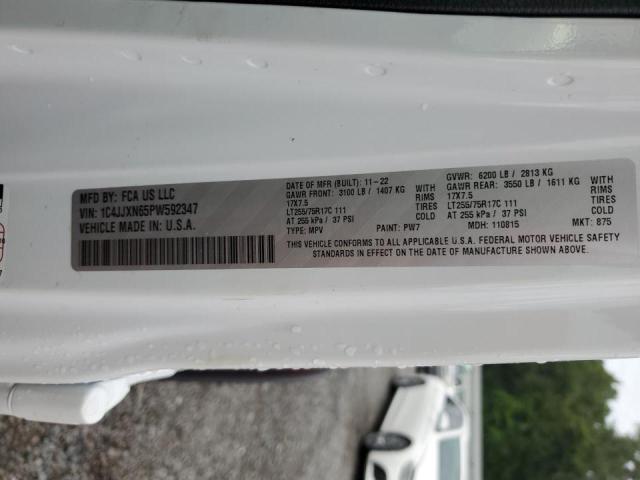 MFD BY: FCA US LLC
VIN: 1C4JJXN65PW592347
VEHICLE MADE IN: U.S.A.
DATE OF MFR (BUILT): 11-22
GAWR FRONT: 3100 LB / 1407 KG
WITH
17X7.5
RIMS
LT255/75R17C 111
TIRES
AT 255 kPa / 37 PSI
COLD
TYPE: MPV
PAINT: PW7
GVWR: 6200 LB / 2813 KG
GAWR REAR: 3550 LB / 1611 KG
WITH
17X7.5
RIMS
LT255/75R17C 111
TIRES
AT 255 kPa / 37 PSI
COLD
MDH: 110815
MKT: 875
THIS VEHICLE CONFORMS TO ALL APPLICABLE U.S.A. FEDERAL MOTOR VEHICLE SAFETY
STANDARDS IN EFFECT ON THE DATE OF MANUFACTURE SHOWN ABOVE.